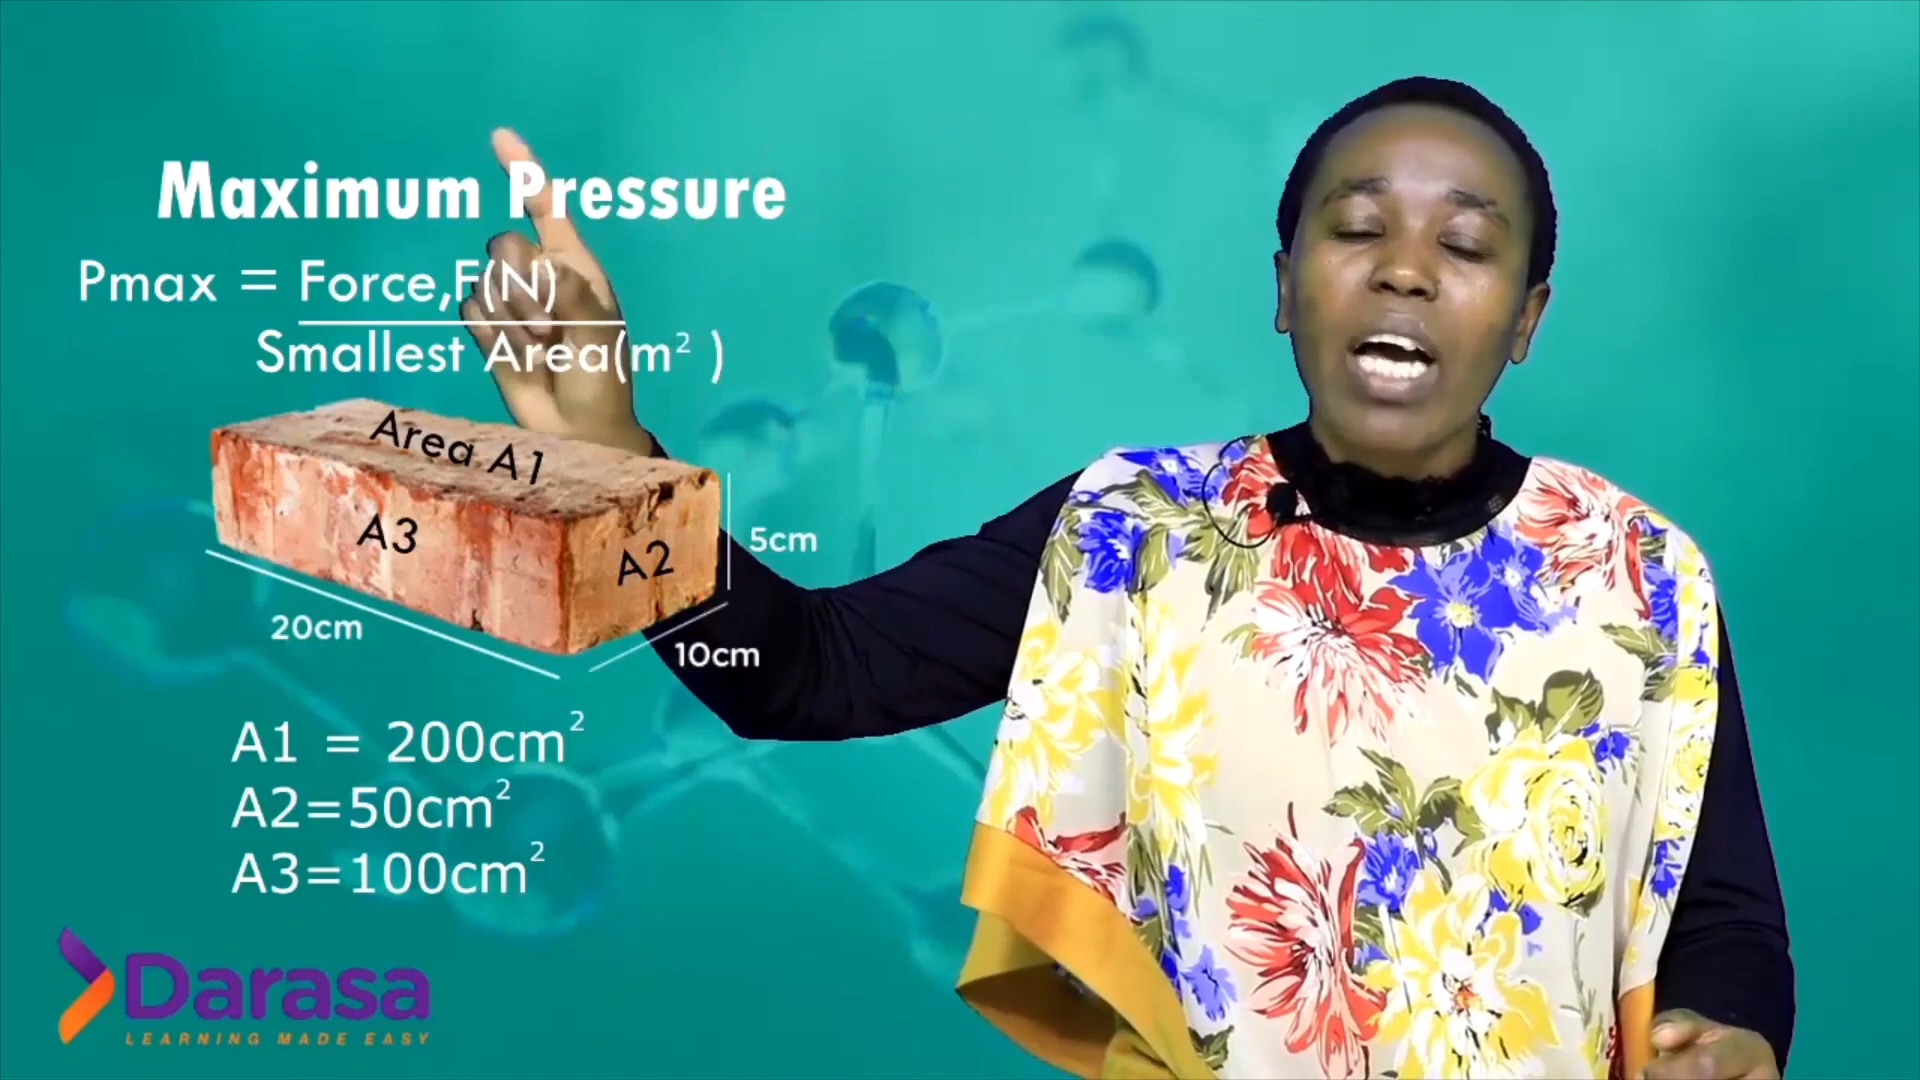 Maximum Pressure
Pmax = Force,F(N)
Smallest Area(m² )
Area A1
A3
A2
5cm
20cm
10cm
A1 = 200cm²
A2=50cm²
A3=100cm²
Darasa
LEARNING MADE EASY